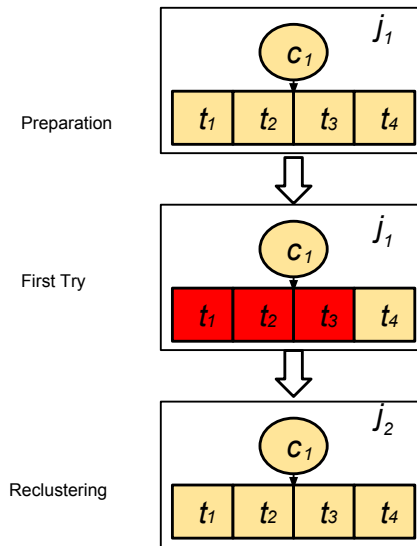 j1
c1
Preparation
t1 t2 t3 t4
j1
c1
First Try
t1 t2 t3 t4
j2
c1
Reclustering
t1 t2 t3 t4